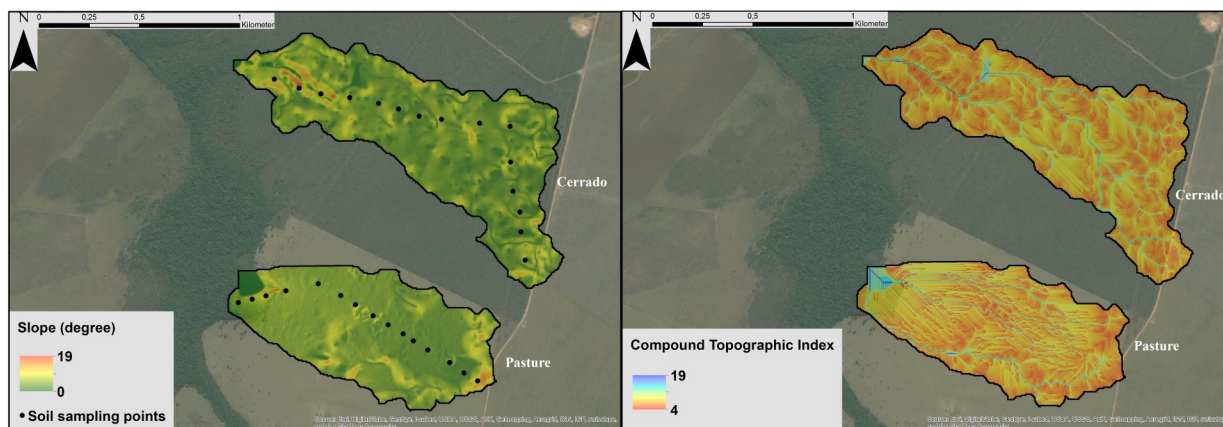 N
0 0,25 0,5 1
Kilometer
Cerrado
Pasture
Slope (degree)
19
0
Soil sampling points
N
0 0,25 0,5 1
Kilometer
Cerrado
Pasture
Compound Topographic Index
19
4